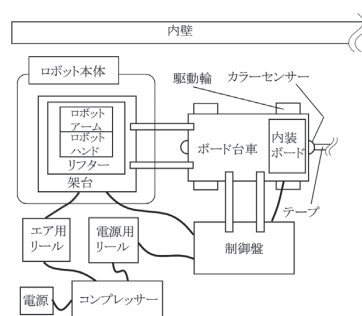 内壁
ロボット本体
駆動輪
カラーセンサー
ロボット
アーム
ロボット
ハンド
リフター
架台
ボード台車
内装
ボード
テープ
エア用
リール
電源用
リール
制御盤
電源
コンプレッサー